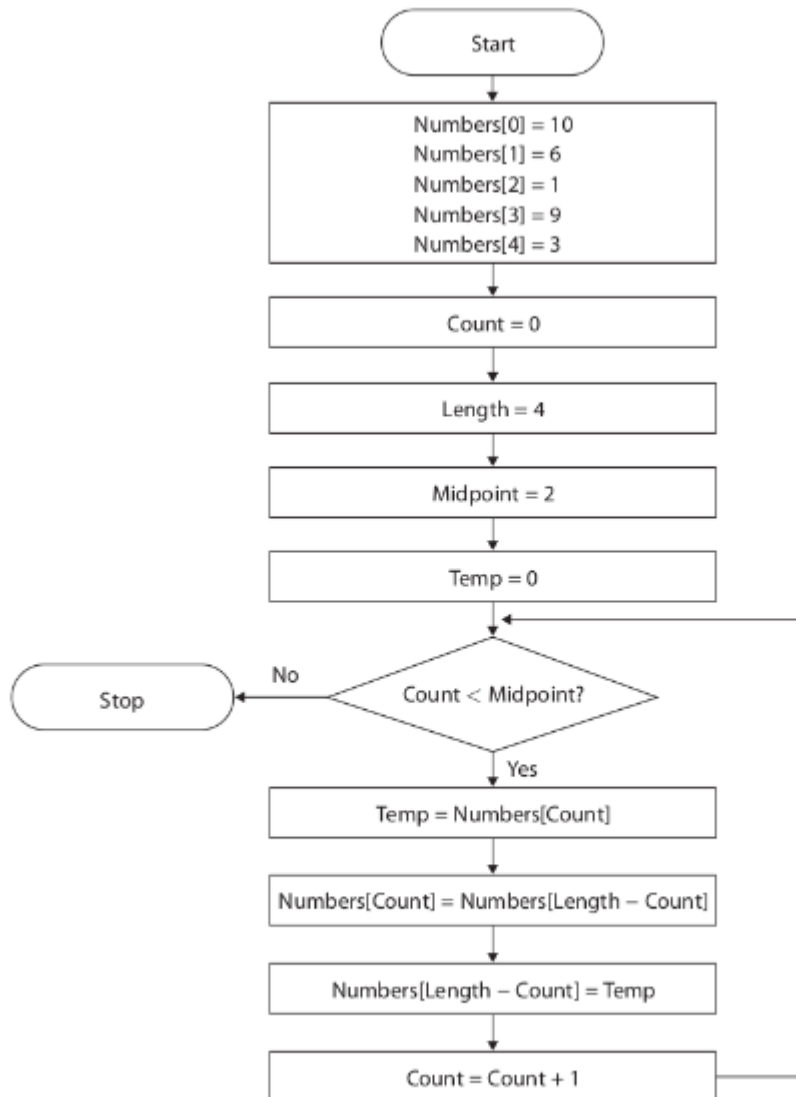 Start
Numbers[0] = 10
Numbers[1] = 6
Numbers[2] = 1
Numbers[3] = 9
Numbers[4] = 3
Count = 0
Length = 4
Midpoint = 2
Temp = 0
Count < Midpoint?
No
Stop
Yes
Temp = Numbers[Count]
Numbers[Count] = Numbers[Length − Count]
Numbers[Length − Count] = Temp
Count = Count + 1